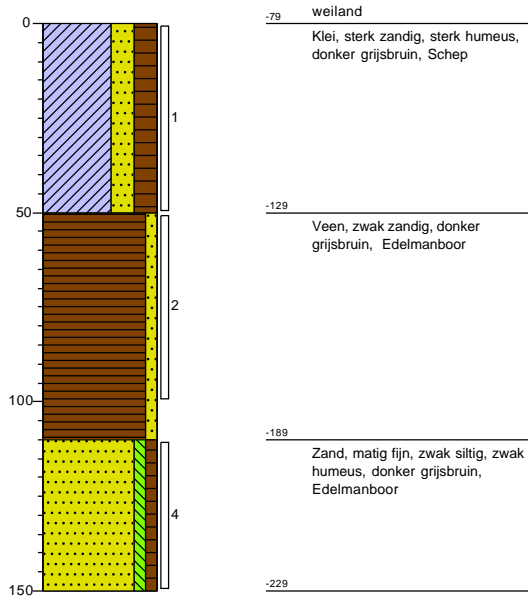 weiland
0
-79
Klei, sterk zandig, sterk humeus,
donker grijsbruin, Schep
1
50
-129
Veen, zwak zandig, donker
grijsbruin, Edelmanboor
2
100
-189
Zand, matig fijn, zwak siltig, zwak
humeus, donker grijsbruin,
Edelmanboor
4
150
-229